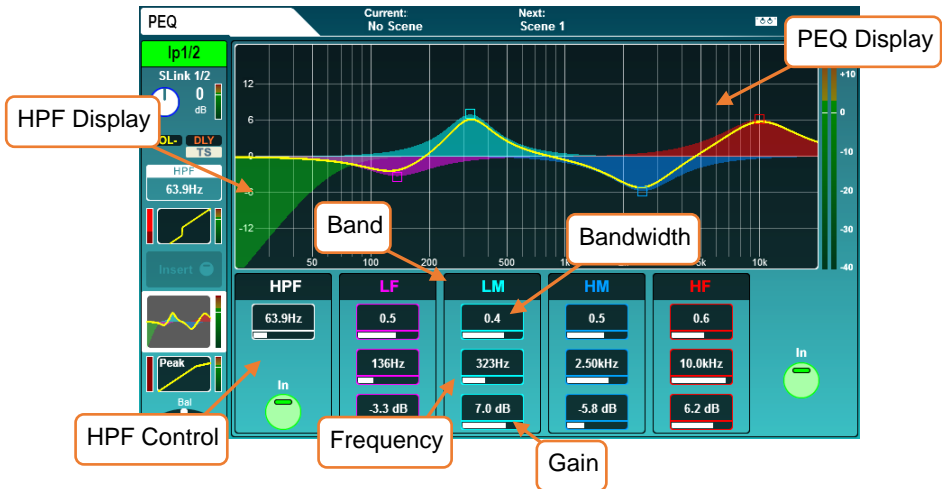 PEQ
Current:
No Scene
Next:
Scene 1
PEQ Display
Ip1/2
SLink 1/2
0
dB
HPF Display
OL-
DLY
TS
HPF
63.9Hz
12
6
0
-6
-12
50
100
200
500
1k
5k
10k
+10
0
-10
-20
-30
-40
Band
Bandwidth
Insert
HPF
LF
LM
HM
HF
63.9Hz
0.5
0.4
0.5
0.6
136Hz
323Hz
2.50kHz
10.0kHz
In
In
-3.3 dB
7.0 dB
-5.8 dB
6.2 dB
Peak
Bal
HPF Control
Frequency
Gain